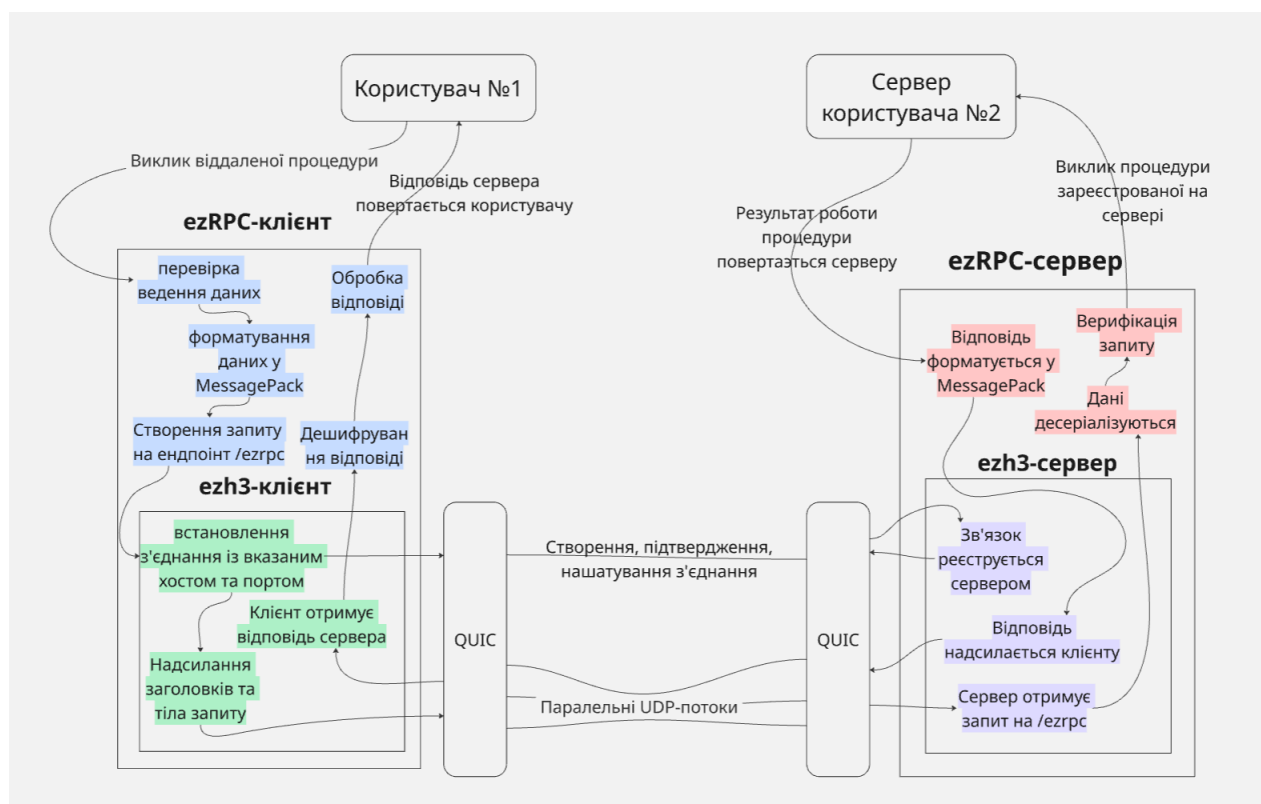 Користувач №1
Сервер
користувача №2
Виклик віддаленої процедури
Відповідь сервера
повертається користувачу
Результат роботи
процедури
повертаэться серверу
Виклик процедури
зареєстрованої на
сервері
ezRPC-клієнт
перевірка
ведення даних
форматування
даних у
MessagePack
Створення запиту
на ендпоінт /ezrpc
Обробка
відповіді
Дешифруван
ня відповіді
ezh3-клієнт
встановлення
з'єднання із вказаним
хостом та портом
Клієнт отримує
відповідь сервера
Надсилання
заголовків та
тіла запиту
QUIC
Створення, підтвердження,
нашатування з'єднання
Паралельні UDP-потоки
QUIC
ezRPC-сервер
Відповідь
форматується у
MessagePack
Верифікація
запиту
Дані
десеріалізуються
ezh3-сервер
Зв'язок
реєструється
сервером
Відповідь
надсилається клієнту
Сервер отримує
запит на /ezrpc